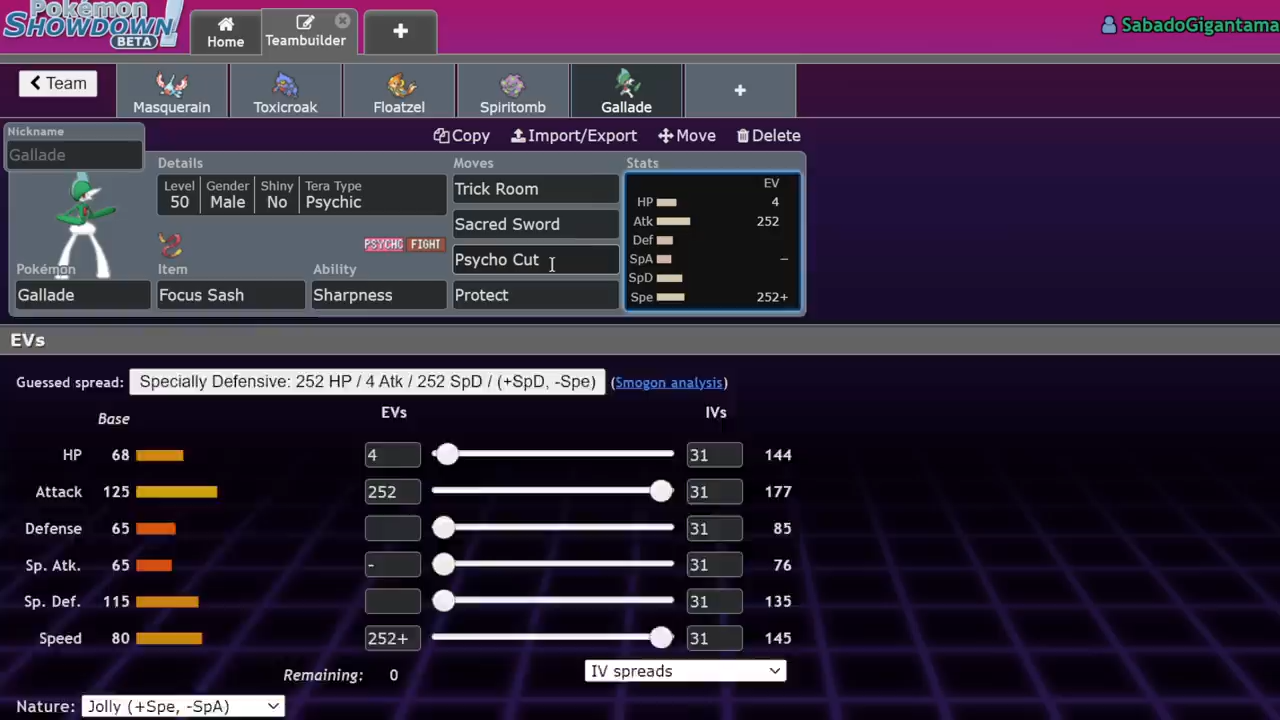 Pokémon
SHOWDOWN!
BETA
Home
Teambuilder
+
SabadoGigantama
Team
Masquerain
Toxicroak
Floatzel
Spiritomb
Gallade
+
Nickname
Gallade
Copy
Import/Export
Move
Delete
Details
Moves
Stats
Level
50
Gender
Male
Shiny
No
Tera Type
Psychic
PSYCHC
FIGHT
Pokémon
Gallade
Item
Focus Sash
Ability
Sharpness
Trick Room
Sacred Sword
Psycho Cut
Protect
EV
HP 4
Atk 252
Def
SpA –
SpD
Spe 252+
EVs
Guessed spread: Specially Defensive: 252 HP / 4 Atk / 252 SpD / (+SpD, -Spe) (Smogon analysis)
Base EVs IVs
HP 68 4 31 144
Attack 125 252 31 177
Defense 65 31 85
Sp. Atk. 65 - 31 76
Sp. Def. 115 31 135
Speed 80 252+ 31 145
Remaining: 0 IV spreads
Nature: Jolly (+Spe, -SpA)